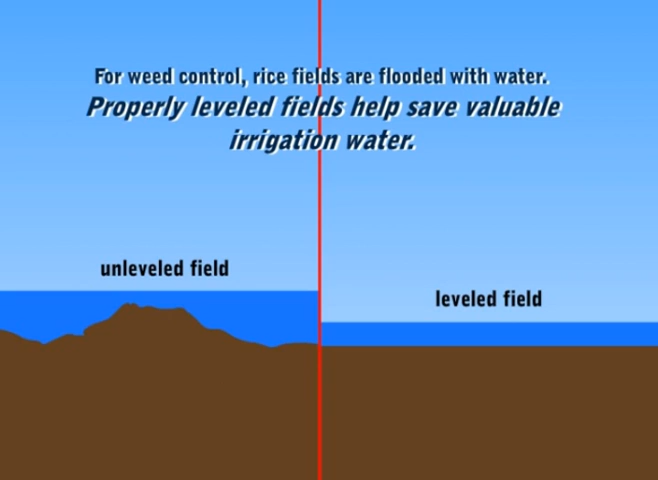 For weed control, rice fields are flooded with water.
Properly leveled fields help save valuable
irrigation water.
unleveled field
leveled field